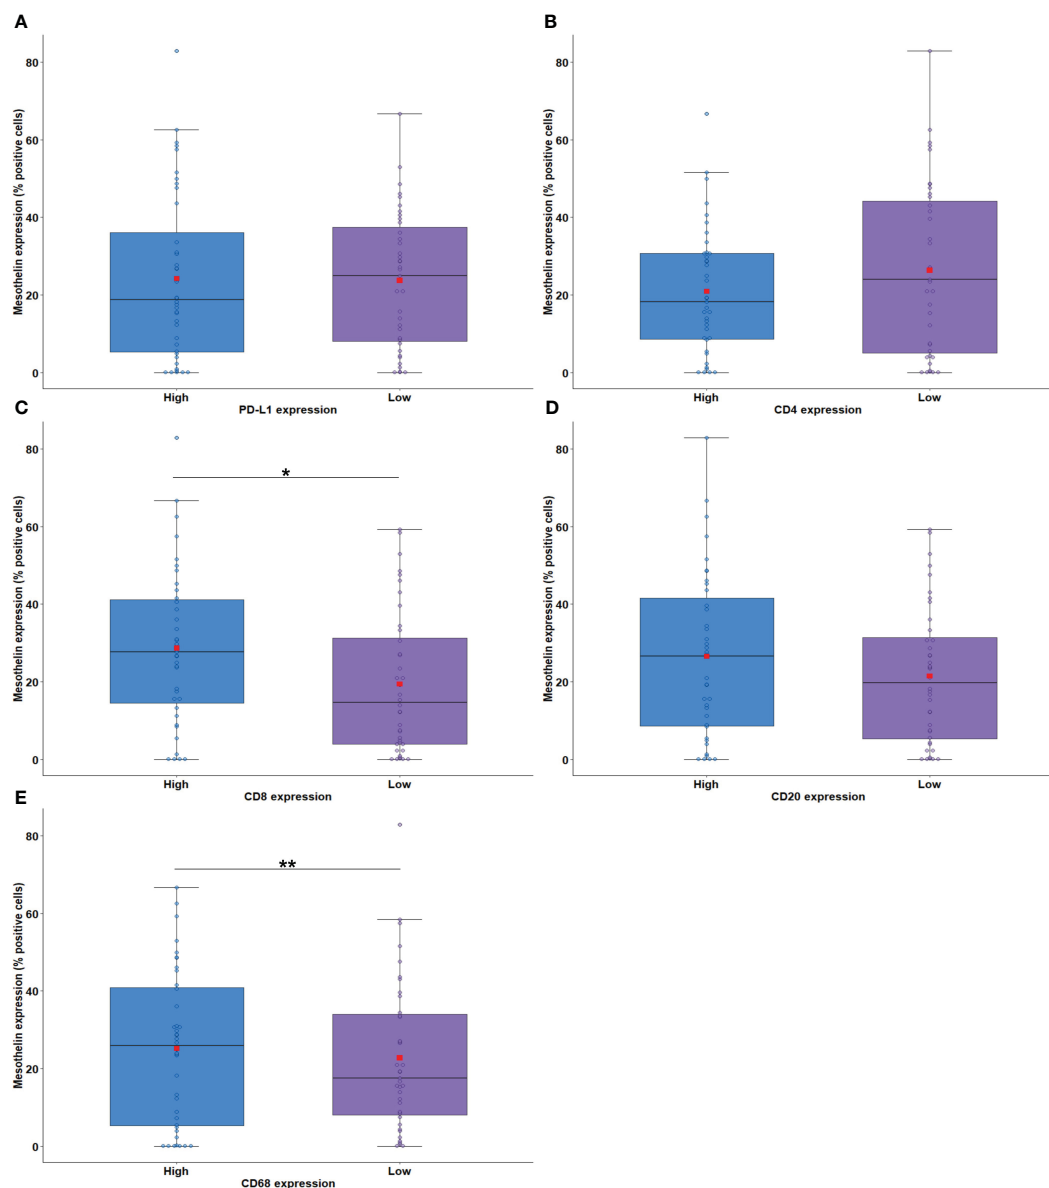 A
Mesothelin expression (% positive cells)
80
60
40
20
0
High
Low
PD-L1 expression
B
Mesothelin expression (% positive cells)
80
60
40
20
0
High
Low
CD4 expression
C
Mesothelin expression (% positive cells)
80
60
40
20
0
*
High
Low
CD8 expression
D
Mesothelin expression (% positive cells)
80
60
40
20
0
High
Low
CD20 expression
E
Mesothelin expression (% positive cells)
80
60
40
20
0
**
High
Low
CD68 expression